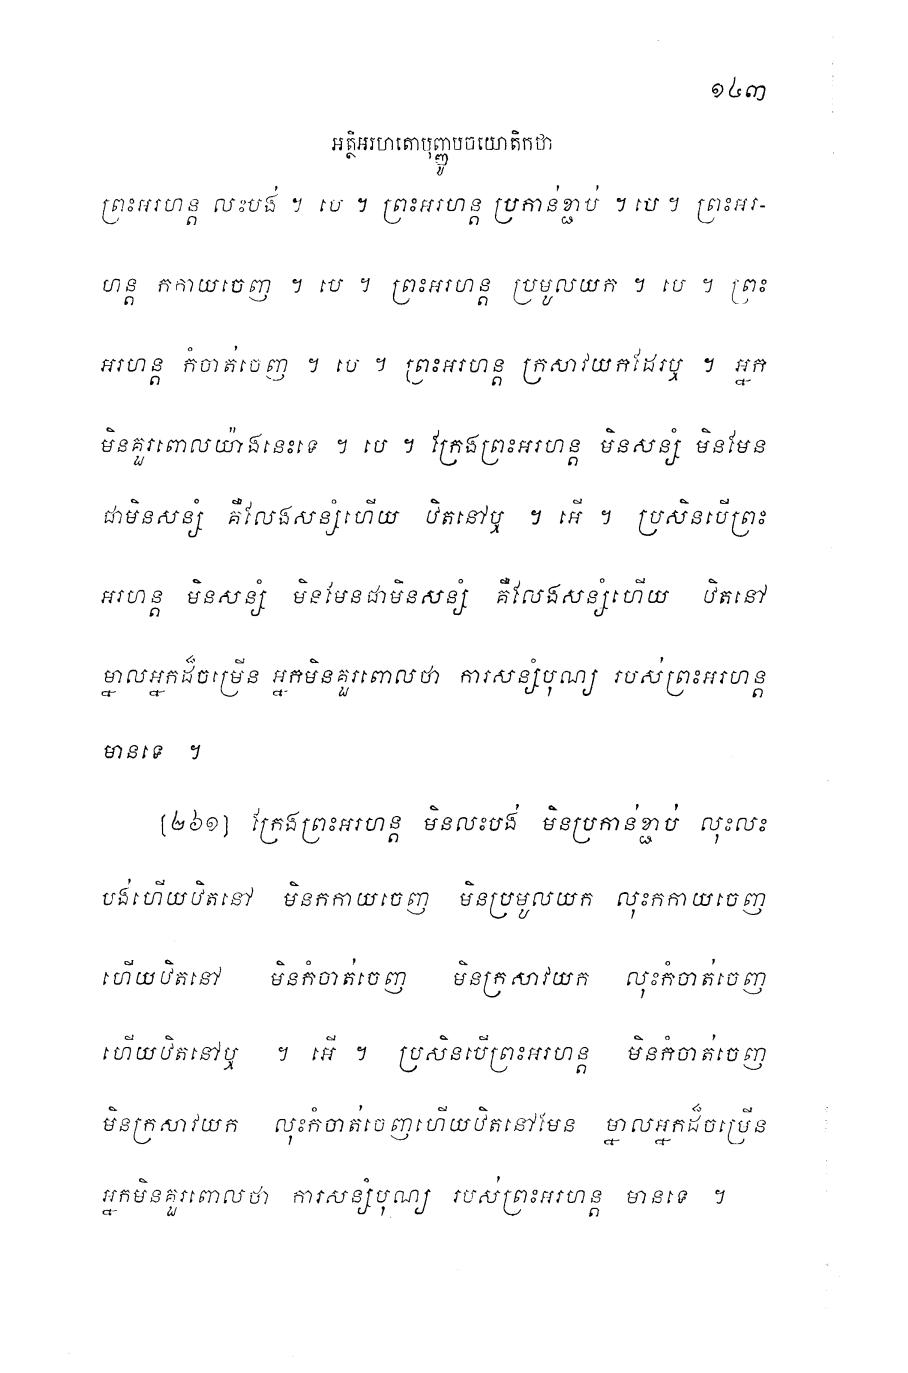 ១៤៣
អត្ថិអរហតោបុញ្ញូបចយោតិកថា
ព្រះអរហន្ត លះបង់ ។ បេ ។ ព្រះអរហន្ត ប្រកាន់ខ្ជាប់ ។ បេ ។ ព្រះអរ-
ហន្ត កកាយចេញ ។ បេ ។ ព្រះអរហន្ត ប្រមូលយក ។ បេ ។ ព្រះ
អរហន្ត កំចាត់ចេញ ។ បេ ។ ព្រះអរហន្ត ក្រសាវយកដែរឬ ។ អ្នក
មិនគួរពោលយ៉ាងនេះទេ ។ បេ ។ ក្រែងព្រះអរហន្ត មិនសន្សំ មិនមែន
ជាមិនសន្សំ គឺលែងសន្សំហើយ ឋិតនៅឬ ។ អើ ។ ប្រសិនបើព្រះ
អរហន្ត មិនសន្សំ មិនមែនជាមិនសន្សំ គឺលែងសន្សំហើយ ឋិតនៅ
ម្នាលអ្នកដ៏ចម្រើន អ្នកមិនគួរពោលថា ការសន្សំបុណ្យ របស់ព្រះអរហន្ត
មានទេ ។
[២៦១] ក្រែងព្រះអរហន្ត មិនលះបង់ មិនប្រកាន់ខ្ជាប់ លុះលះ
បង់ហើយឋិតនៅ មិនកកាយចេញ មិនប្រមូលយក លុះកកាយចេញ
ហើយឋិតនៅ មិនកំចាត់ចេញ មិនក្រសាវយក លុះកំចាត់ចេញ
ហើយឋិតនៅឬ ។ អើ ។ ប្រសិនបើព្រះអរហន្ត មិនកំចាត់ចេញ
មិនក្រសាវយក លុះកំចាត់ចេញហើយឋិតនៅមែន ម្នាលអ្នកដ៏ចម្រើន
អ្នកមិនគួរពោលថា ការសន្សំបុណ្យ របស់ព្រះអរហន្ត មានទេ ។